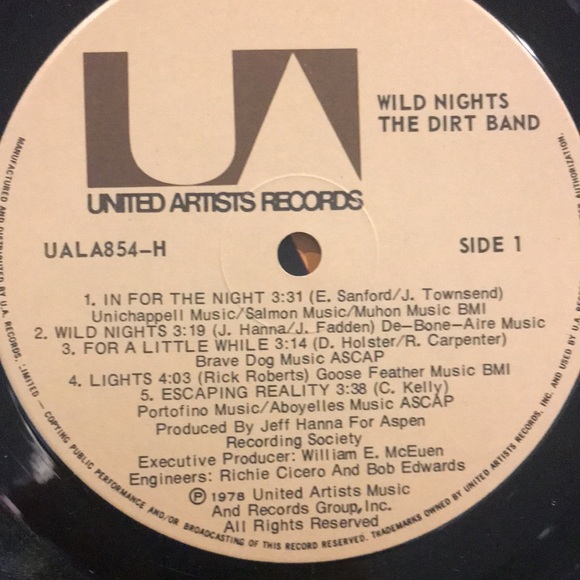 UA
WILD NIGHTS
THE DIRT BAND
UNITED ARTISTS RECORDS
UALA854-H
SIDE 1
1. IN FOR THE NIGHT 3:31 (E. Sanford/J. Townsend)
Unichappell Music/Salmon Music/Muhon Music BMI
2. WILD NIGHTS 3:19 (J. Hanna/J. Fadden) De-Bone-Aire Music
3. FOR A LITTLE WHILE 3:14 (D. Holster/R. Carpenter)
Brave Dog Music ASCAP
4. LIGHTS 4:03 (Rick Roberts) Goose Feather Music BMI
5. ESCAPING REALITY 3:38 (C. Kelly)
Portofino Music/Aboyelles Music ASCAP
Produced By Jeff Hanna For Aspen
Recording Society
Executive Producer: William E. McEuen
Engineers: Richie Cicero And Bob Edwards
℗ 1978 United Artists Music
And Records Group, Inc.
All Rights Reserved
MANUFACTURED AND DISTRIBUTED BY U.A. RECORDS, LIMITED — COPYING PUBLIC PERFORMANCE AND/OR BROADCASTING OF THIS RECORD RESERVED. TRADEMARKS OWNED BY UNITED ARTISTS RECORDS, INC. AND USED BY AUTHORIZATION.